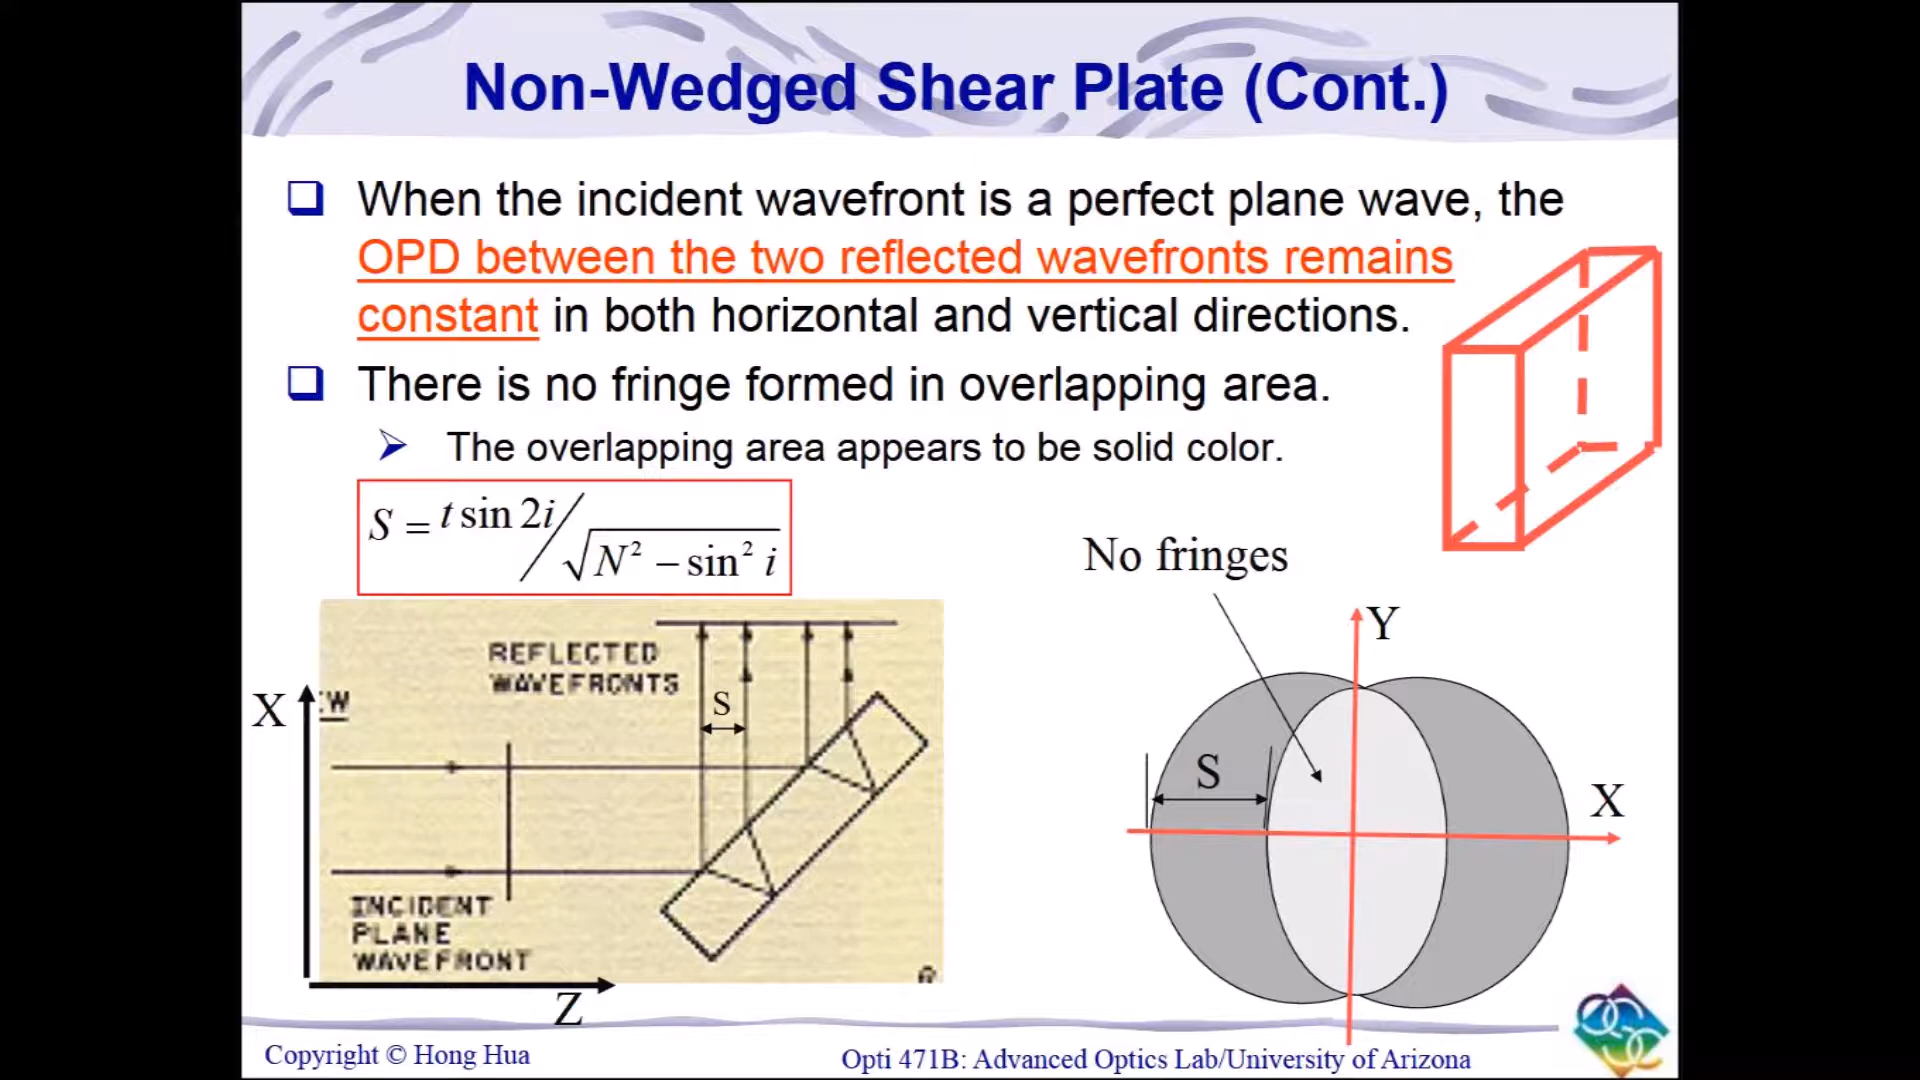 Non-Wedged Shear Plate (Cont.)
When the incident wavefront is a perfect plane wave, the
OPD between the two reflected wavefronts remains
constant in both horizontal and vertical directions.
There is no fringe formed in overlapping area.
The overlapping area appears to be solid color.
S = t sin 2i / √(N² − sin² i)
No fringes
REFLECTED
WAVEFRONTS
S
X
INCIDENT
PLANE
WAVEFRONT
Z
Y
S
X
Copyright © Hong Hua
Opti 471B: Advanced Optics Lab/University of Arizona